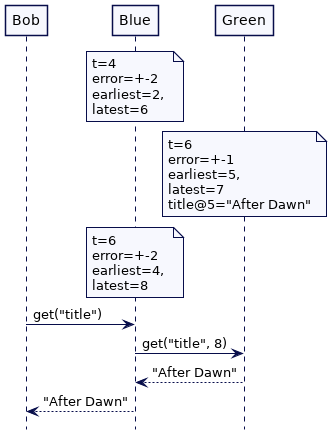 Bob
Blue
Green
t=4
error=+-2
earliest=2,
latest=6
t=6
error=+-1
earliest=5,
latest=7
title@5="After Dawn"
t=6
error=+-2
earliest=4,
latest=8
get("title")
get("title", 8)
"After Dawn"
"After Dawn"